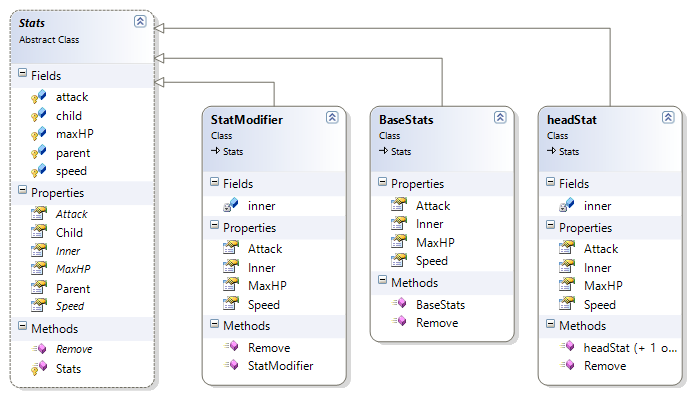 Stats
Abstract Class
Fields
attack
child
maxHP
parent
speed
Properties
Attack
Child
Inner
MaxHP
Parent
Speed
Methods
Remove
Stats
StatModifier
Class
Stats
Fields
inner
Properties
Attack
Inner
MaxHP
Speed
Methods
Remove
StatModifier
BaseStats
Class
Stats
Properties
Attack
Inner
MaxHP
Speed
Methods
BaseStats
Remove
headStat
Class
Stats
Fields
inner
Properties
Attack
Inner
MaxHP
Speed
Methods
headStat (+ 1 o...
Remove